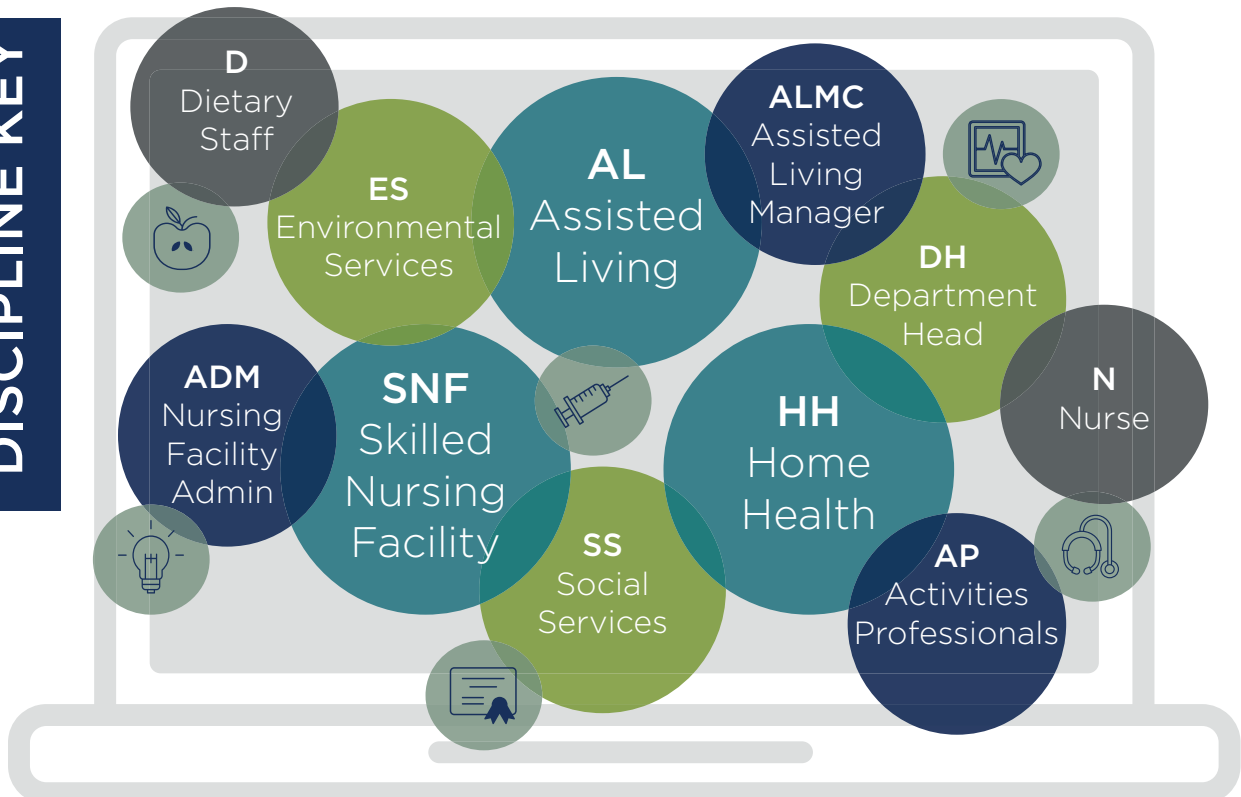 DISCIPLINE KEY
D
Dietary
Staff
ES
Environmental
Services
AL
Assisted
Living
ALMC
Assisted
Living
Manager
DH
Department
Head
ADM
Nursing
Facility
Admin
SNF
Skilled
Nursing
Facility
HH
Home
Health
N
Nurse
SS
Social
Services
AP
Activities
Professionals